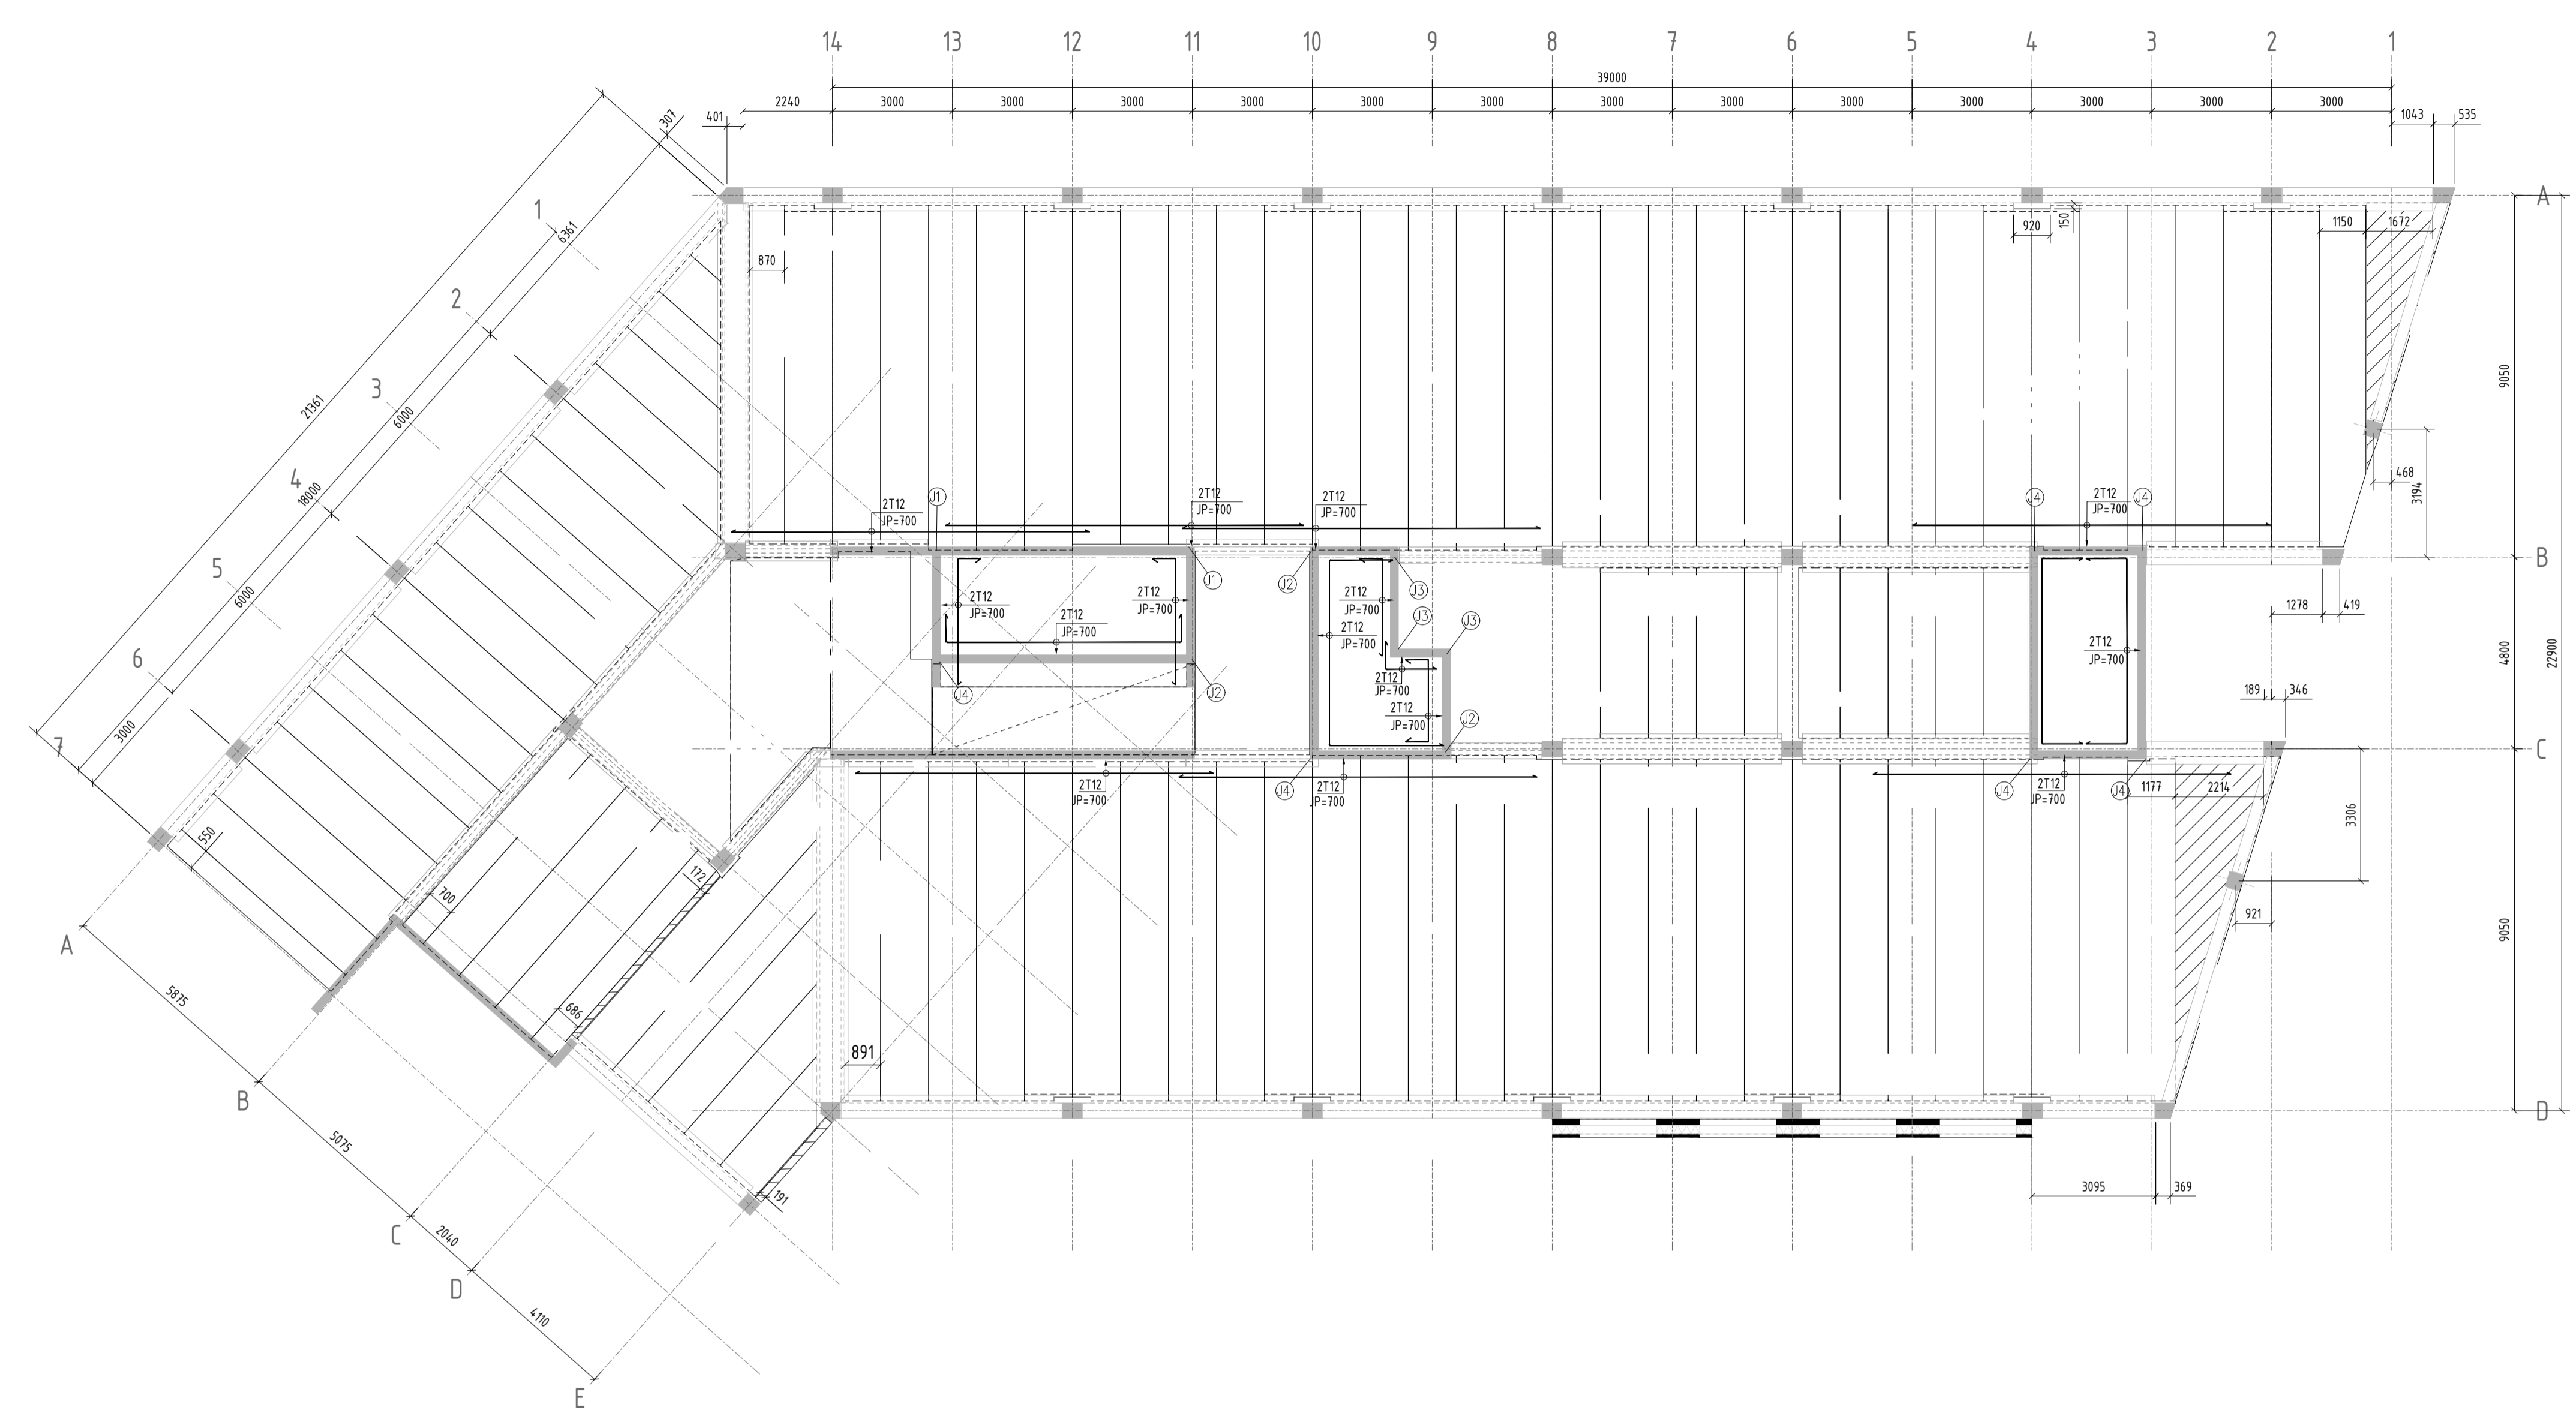 14 13 12 11 10 9 8 7 6 5 4 3 2 1
39000
2240 3000 3000 3000 3000 3000 3000 3000 3000 3000 3000 3000 3000 3000
401
307
1043 535
A
1
6361
2
3
21361
6000
18000
4
5
6000
6
3000
7
870
920
150
1150 1672
9050
468
3194
J1
2T12
JP=700
2T12
JP=700
2T12
JP=700
J4
2T12
JP=700
J4
B
J1
J2
J3
2T12
JP=700
2T12
JP=700
2T12
JP=700
2T12
JP=700
J3
J3
2T12
JP=700
1278 419
4800
22900
2T12
JP=700
2T12
JP=700
J4
J2
189 346
2T12
JP=700
J2
C
2T12
JP=700
J4
2T12
JP=700
J4
2T12
JP=700
J4
1177 2214
3306
550
172
700
921
9050
A
5875
686
891
B
5075
191
D
3095 369
C
2040
D
4110
E